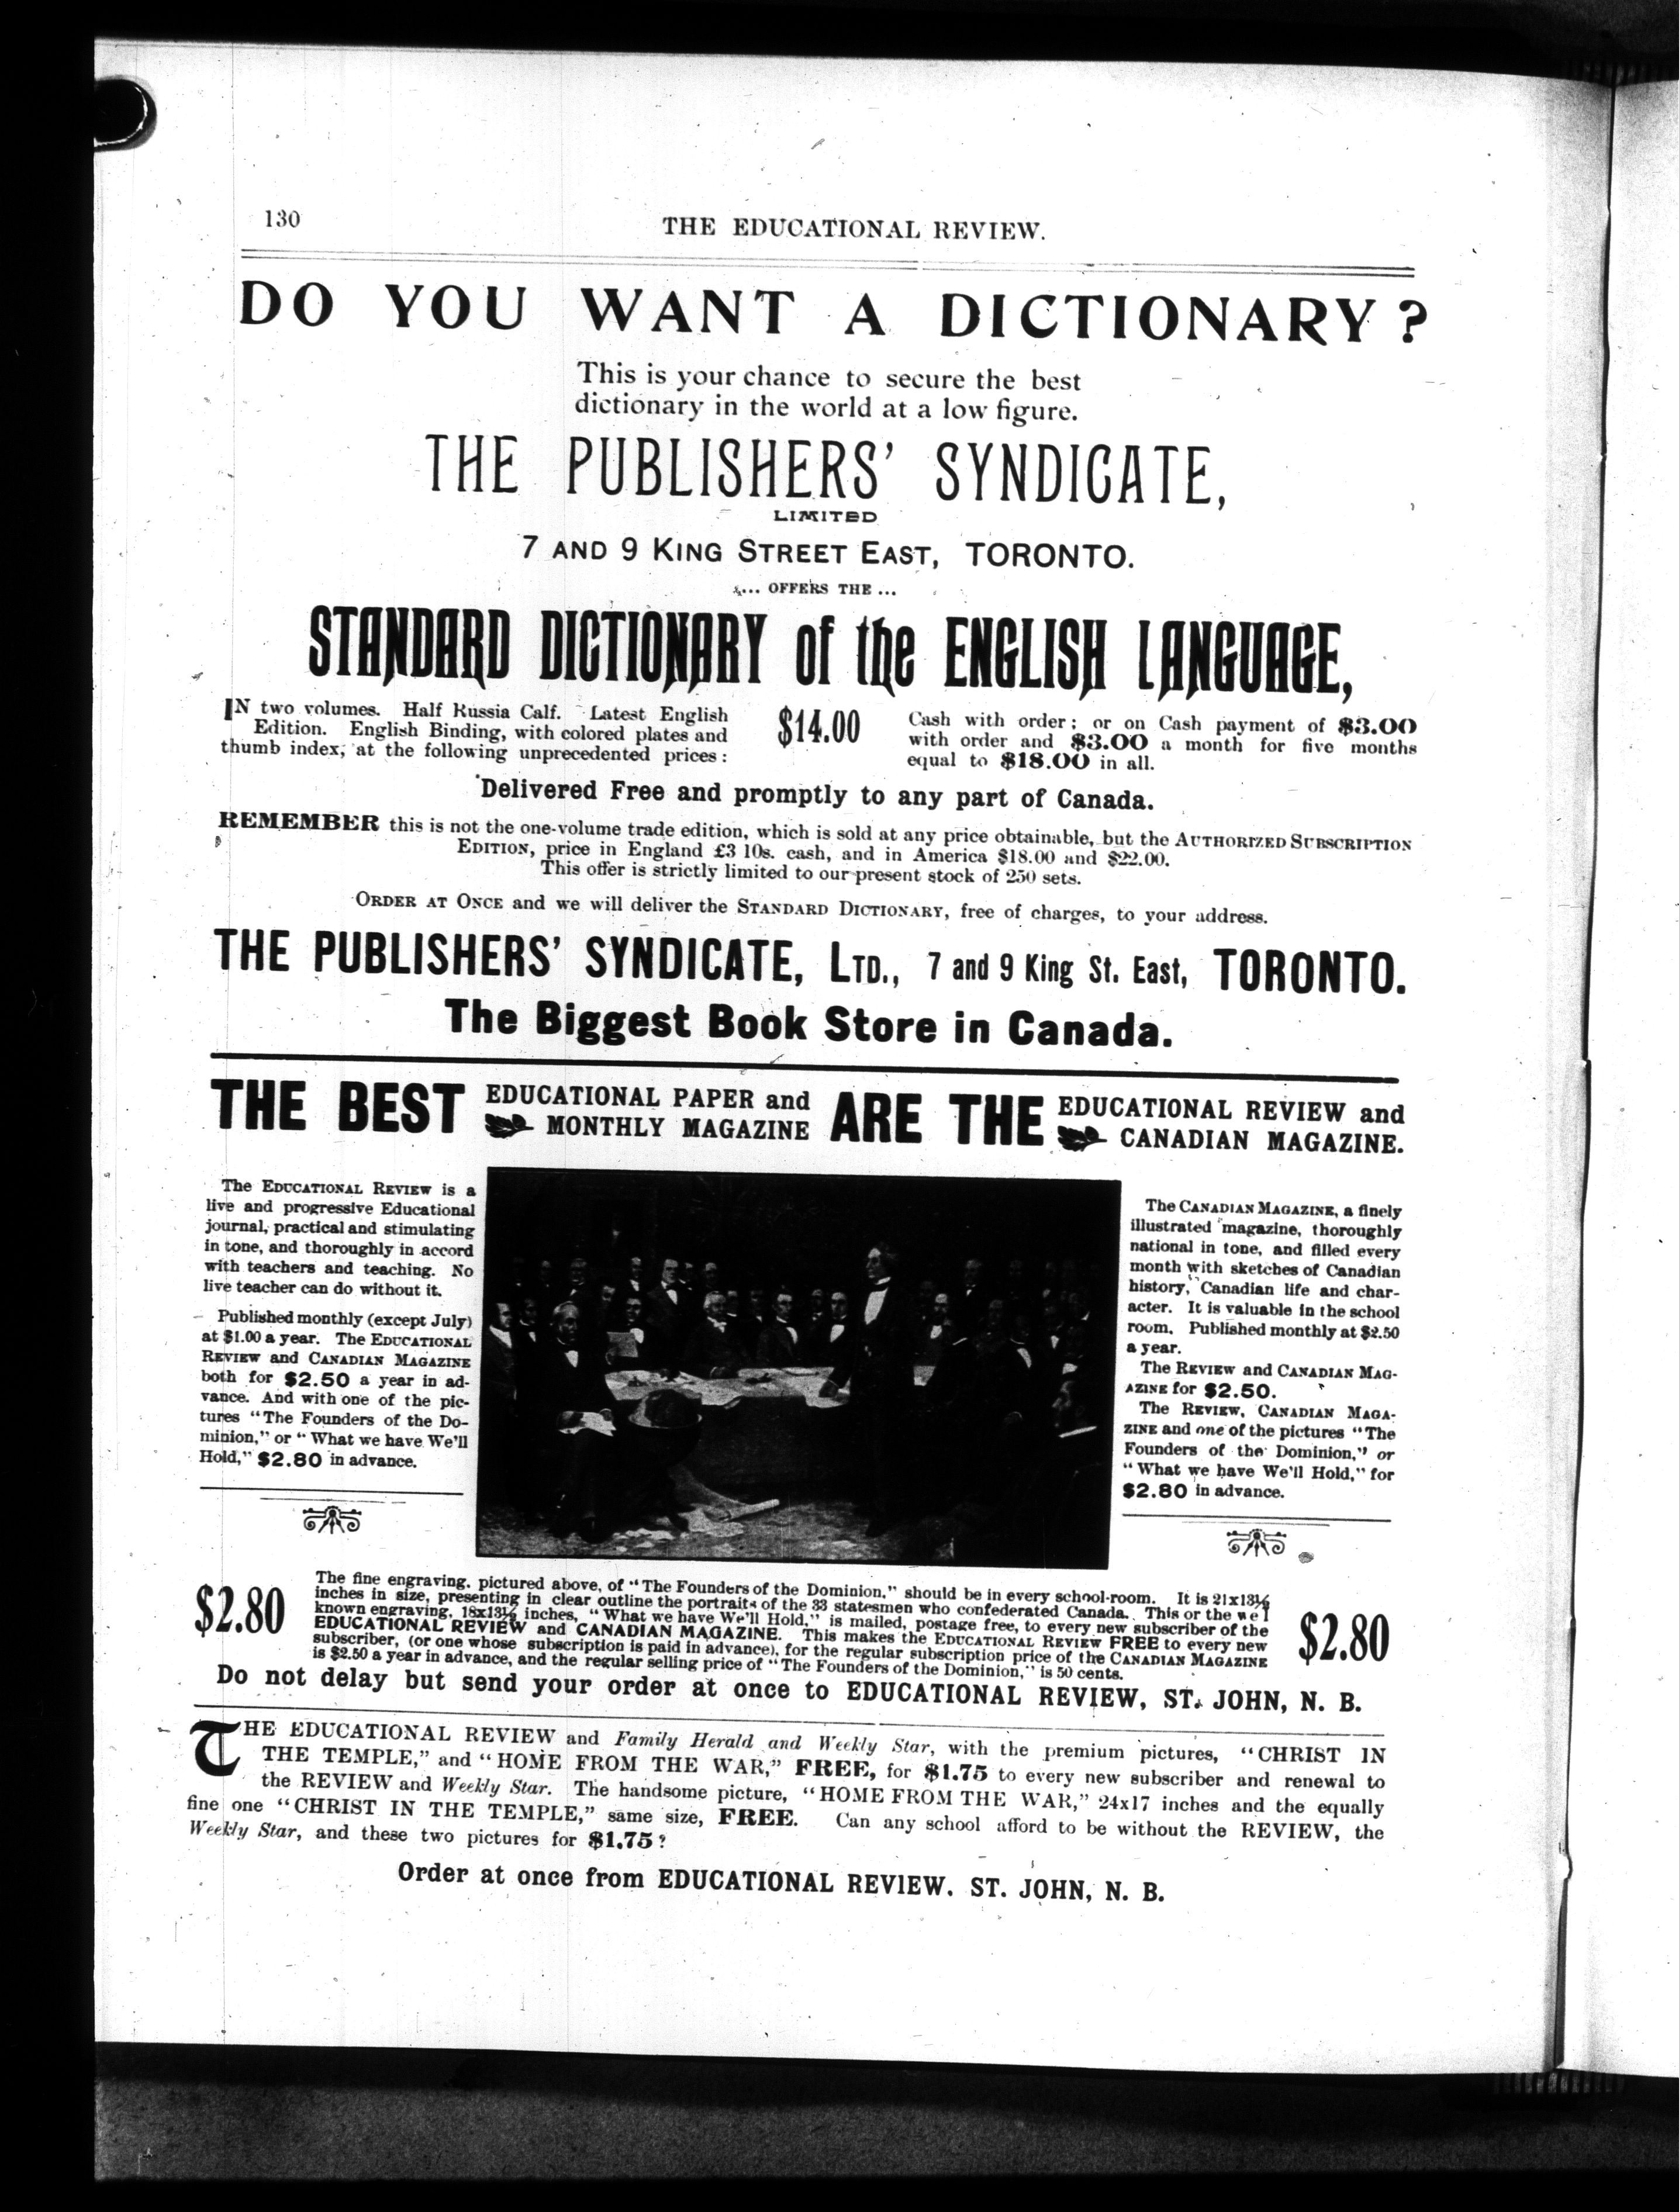 130
THE EDUCATIONAL REVIEW.
DO YOU WANT A DICTIONARY?
This is your chance to secure the best
dictionary in the world at a low figure.
THE PUBLISHERS' SYNDICATE,
LIMITED
7 AND 9 KING STREET EAST, TORONTO.
... OFFERS THE ...
STANDARD DICTIONARY of the ENGLISH LANGUAGE,
IN two volumes. Half Russia Calf. Latest English
Edition. English Binding, with colored plates and
thumb index, at the following unprecedented prices:
$14.00
Cash with order; or on Cash payment of $3.00
with order and $3.00 a month for five months
equal to $18.00 in all.
Delivered Free and promptly to any part of Canada.
REMEMBER this is not the one-volume trade edition, which is sold at any price obtainable, but the AUTHORIZED SUBSCRIPTION
EDITION, price in England £3 10s. cash, and in America $18.00 and $22.00.
This offer is strictly limited to our present stock of 250 sets.
ORDER AT ONCE and we will deliver the STANDARD DICTIONARY, free of charges, to your address.
THE PUBLISHERS' SYNDICATE, LTD., 7 and 9 King St. East, TORONTO.
The Biggest Book Store in Canada.
THE BEST EDUCATIONAL PAPER and MONTHLY MAGAZINE ARE THE EDUCATIONAL REVIEW and CANADIAN MAGAZINE.
The EDUCATIONAL REVIEW is a
live and progressive Educational
journal, practical and stimulating
in tone, and thoroughly in accord
with teachers and teaching. No
live teacher can do without it.
Published monthly (except July)
at $1.00 a year. The EDUCATIONAL
REVIEW and CANADIAN MAGAZINE
both for $2.50 a year in ad-
vance. And with one of the pic-
tures "The Founders of the Do-
minion," or "What we have We'll
Hold," $2.80 in advance.
The CANADIAN MAGAZINE, a finely
illustrated magazine, thoroughly
national in tone, and filled every
month with sketches of Canadian
history, Canadian life and char-
acter. It is valuable in the school
room. Published monthly at $2.50
a year.
The REVIEW and CANADIAN MAG-
AZINE for $2.50.
The REVIEW, CANADIAN MAGA-
ZINE and one of the pictures "The
Founders of the Dominion," or
"What we have We'll Hold," for
$2.80 in advance.
$2.80
The fine engraving, pictured above, of "The Founders of the Dominion," should be in every school-room. It is 21x13½
inches in size, presenting in clear outline the portraits of the 33 statesmen who confederated Canada. This or the wel
known engraving, 18x13½ inches, "What we have We'll Hold," is mailed, postage free, to every new subscriber of the
EDUCATIONAL REVIEW and CANADIAN MAGAZINE. This makes the EDUCATIONAL REVIEW FREE to every new
subscriber, (or one whose subscription is paid in advance), for the regular subscription price of the CANADIAN MAGAZINE
is $2.50 a year in advance, and the regular selling price of "The Founders of the Dominion," is 50 cents.
$2.80
Do not delay but send your order at once to EDUCATIONAL REVIEW, ST. JOHN, N. B.
THE EDUCATIONAL REVIEW and Family Herald and Weekly Star, with the premium pictures, "CHRIST IN
THE TEMPLE," and "HOME FROM THE WAR," FREE, for $1.75 to every new subscriber and renewal to
the REVIEW and Weekly Star. The handsome picture, "HOME FROM THE WAR," 24x17 inches and the equally
fine one "CHRIST IN THE TEMPLE," same size, FREE. Can any school afford to be without the REVIEW, the
Weekly Star, and these two pictures for $1.75?
Order at once from EDUCATIONAL REVIEW, ST. JOHN, N. B.